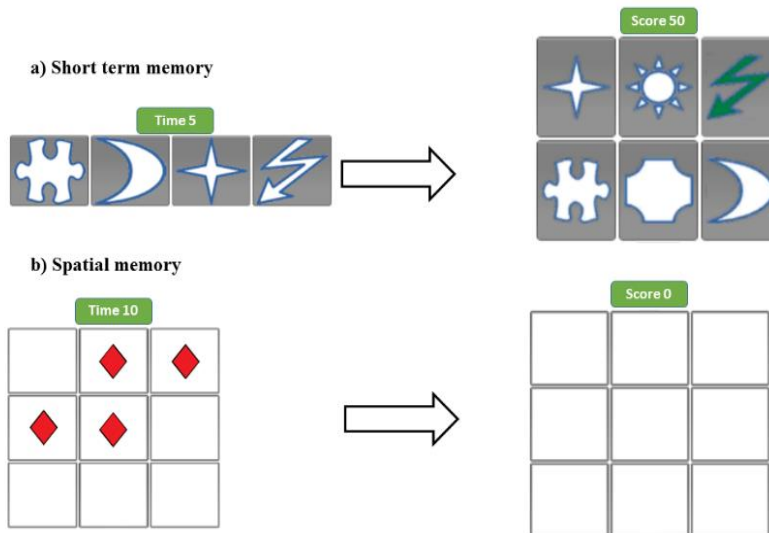 Score 50
a) Short term memory
Time 5
b) Spatial memory
Time 10
Score 0